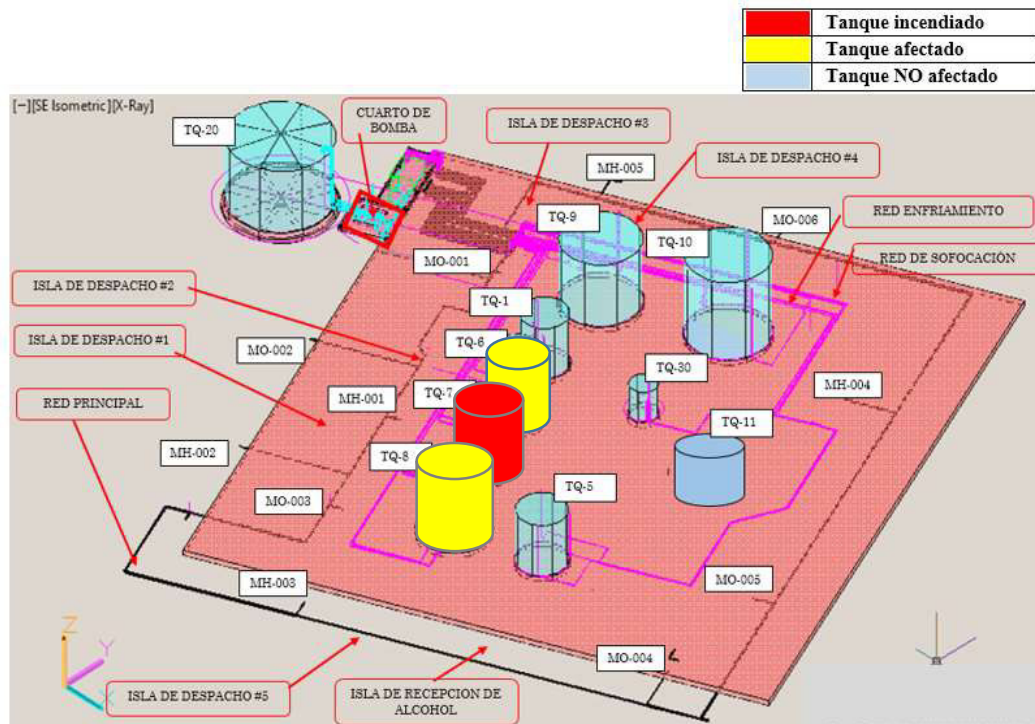 Tanque incendiado
Tanque afectado
Tanque NO afectado
[−][SE Isometric][X-Ray]
TQ-20
CUARTO DE
BOMBA
ISLA DE DESPACHO #3
MH-005
ISLA DE DESPACHO #4
TQ-9
MO-006
RED ENFRIAMIENTO
TQ-10
RED DE SOFOCACIÓN
MO-001
ISLA DE DESPACHO #2
TQ-1
ISLA DE DESPACHO #1
TQ-6
MO-002
TQ-30
RED PRINCIPAL
MH-001
TQ-7
MH-004
TQ-11
MH-002
TQ-8
TQ-5
MO-003
MH-003
MO-005
MO-004
Z
Y
X
ISLA DE DESPACHO #5
ISLA DE RECEPCION DE
ALCOHOL